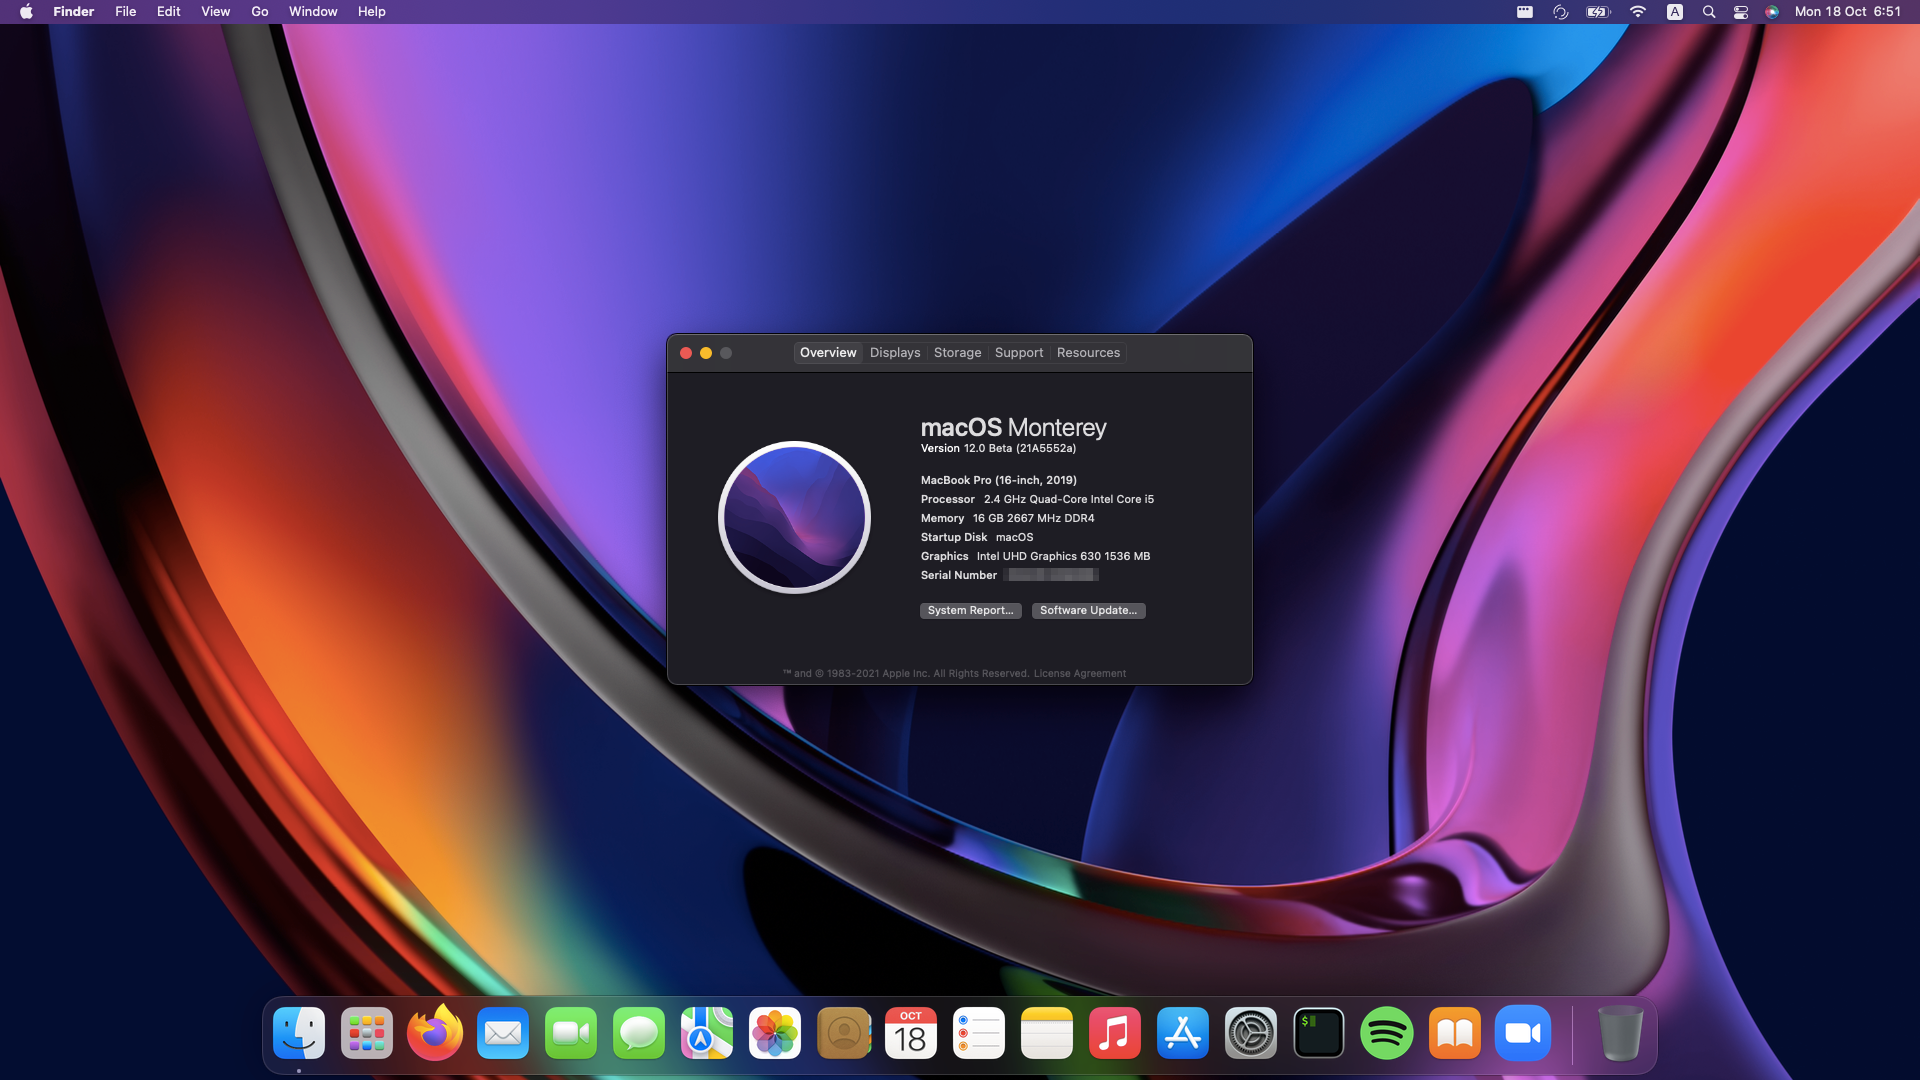 Finder File Edit View Go Window Help A Mon 18 Oct 6:51
Overview Displays Storage Support Resources
macOS Monterey
Version 12.0 Beta (21A5552a)
MacBook Pro (16-inch, 2019)
Processor 2.4 GHz Quad-Core Intel Core i5
Memory 16 GB 2667 MHz DDR4
Startup Disk macOS
Graphics Intel UHD Graphics 630 1536 MB
Serial Number
System Report... Software Update...
™ and © 1983-2021 Apple Inc. All Rights Reserved. License Agreement
OCT
18
$